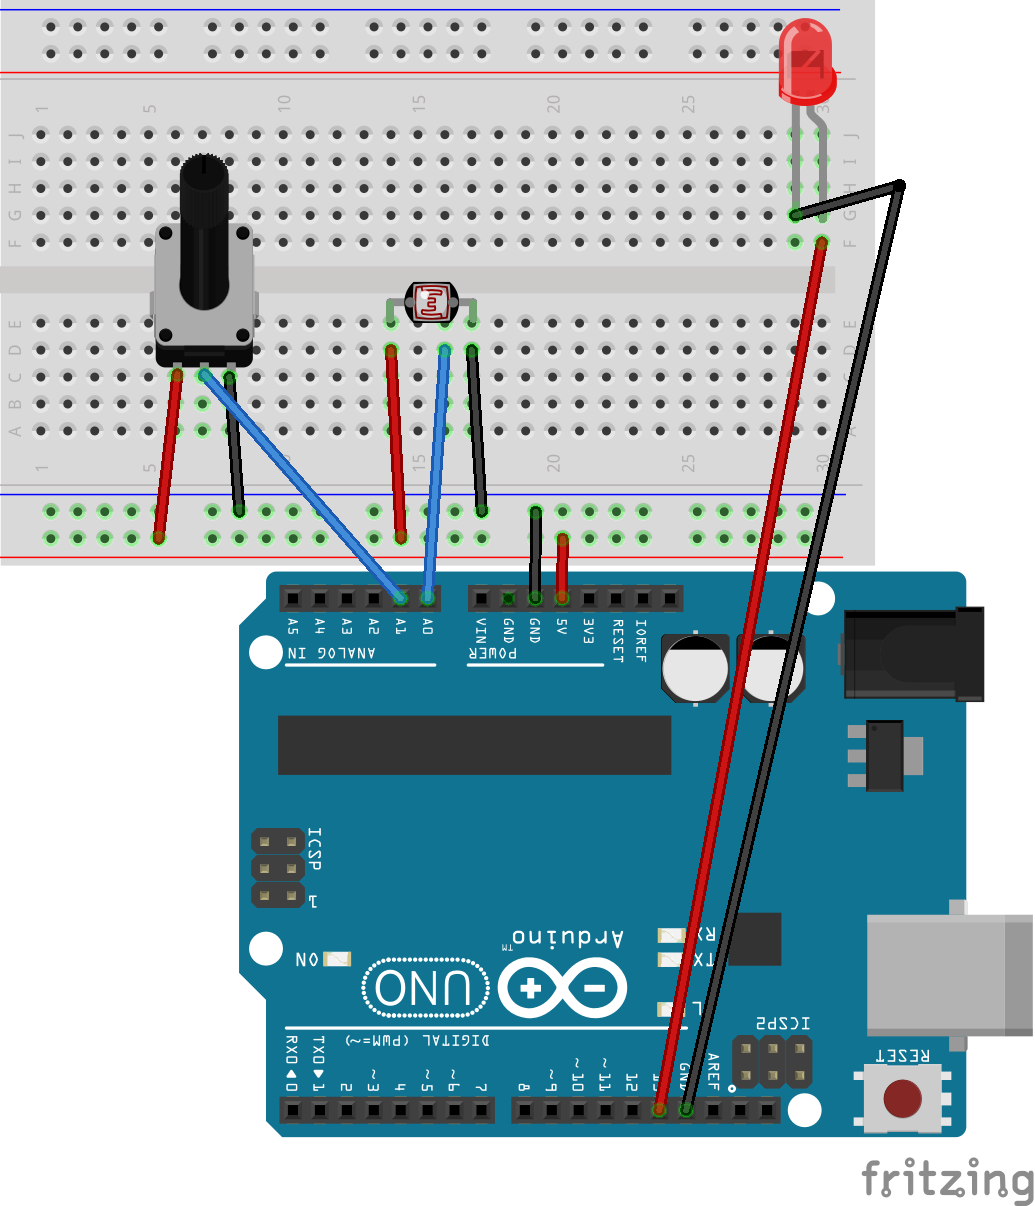 1 5 10 15 20 25 30
J J
I I
H H
G G
F F
E E
D D
C C
B B
A A
1 5 10 15 20 25 30
A5 A4 A3 A2 A1 A0 VIN GND GND 5V 3V3 RESET IOREF
ANALOG IN POWER
ICSP
1
Arduino™
RX
ON UNO TX
L
ICSP2
DIGITAL (PWM=~)
RESET
RX0 0 TX0 1 2 ~3 4 ~5 ~6 7 8 ~9 ~10 ~11 12 13 GND AREF
fritzing